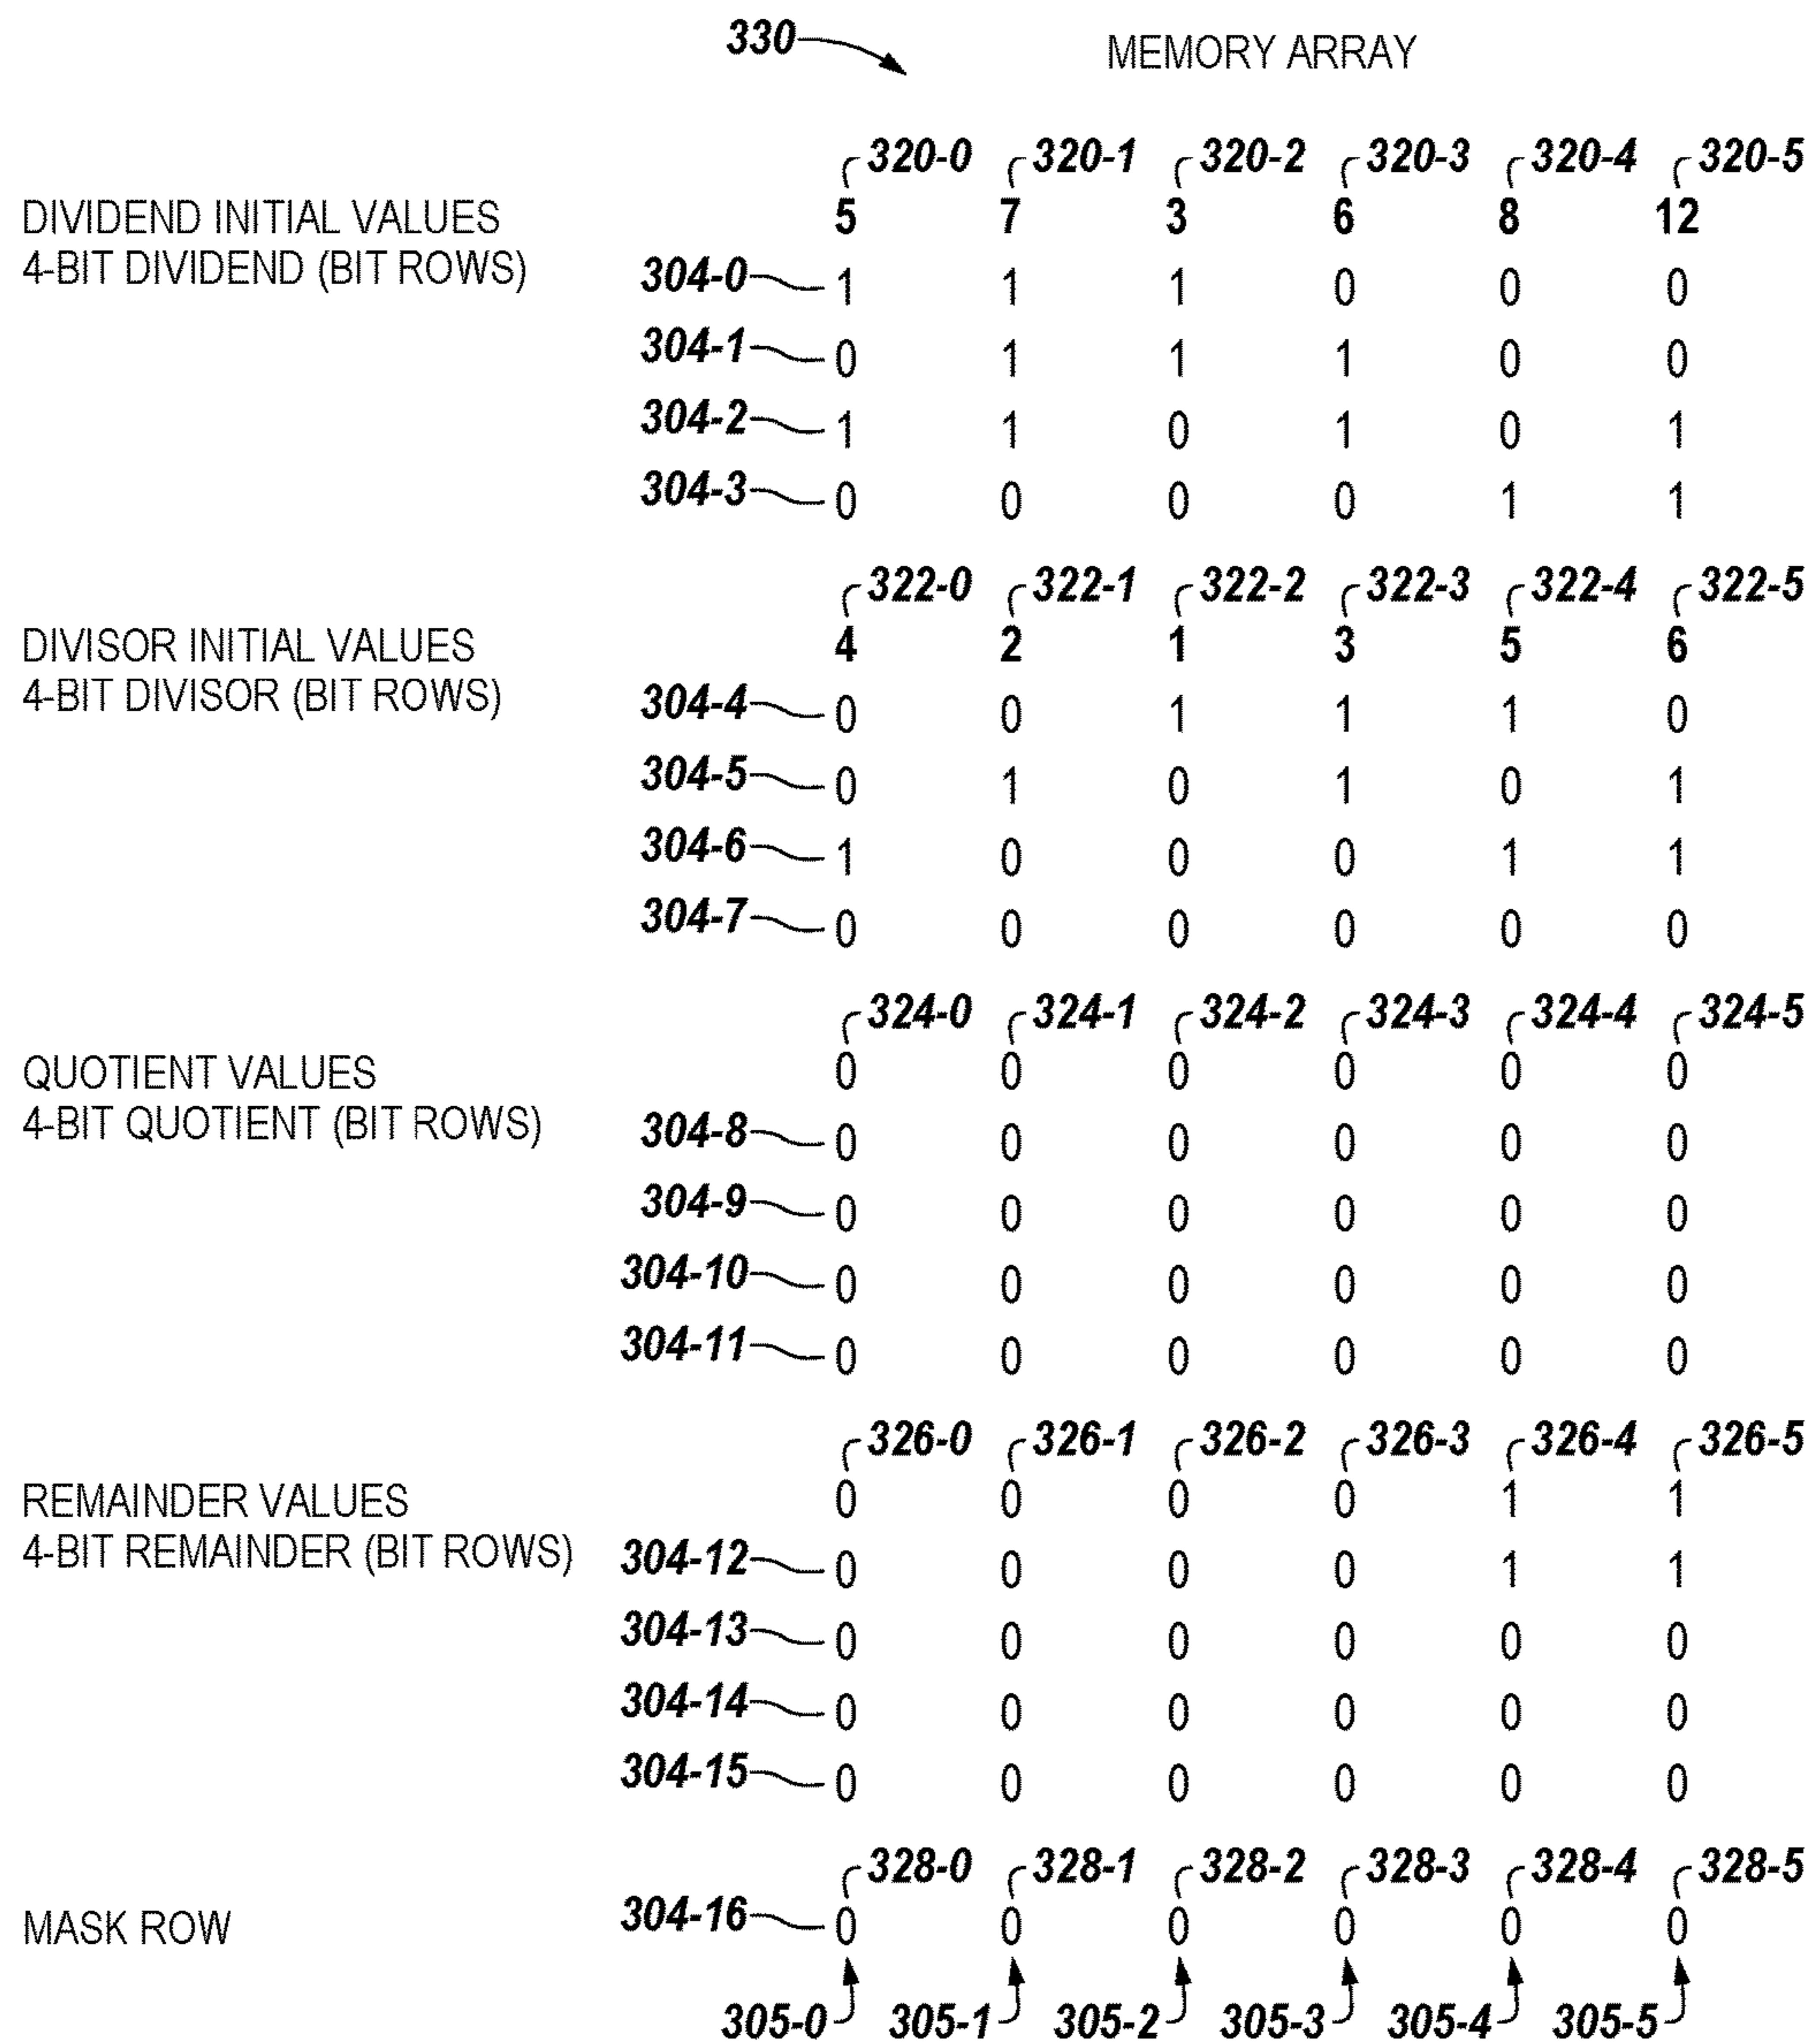 330 MEMORY ARRAY
320-0 320-1 320-2 320-3 320-4 320-5
DIVIDEND INITIAL VALUES 5 7 3 6 8 12
4-BIT DIVIDEND (BIT ROWS)
304-0 1 1 1 0 0 0
304-1 0 1 1 1 0 0
304-2 1 1 0 1 0 1
304-3 0 0 0 0 1 1
322-0 322-1 322-2 322-3 322-4 322-5
DIVISOR INITIAL VALUES 4 2 1 3 5 6
4-BIT DIVISOR (BIT ROWS)
304-4 0 0 1 1 1 0
304-5 0 1 0 1 0 1
304-6 1 0 0 0 1 1
304-7 0 0 0 0 0 0
324-0 324-1 324-2 324-3 324-4 324-5
QUOTIENT VALUES 0 0 0 0 0 0
4-BIT QUOTIENT (BIT ROWS)
304-8 0 0 0 0 0 0
304-9 0 0 0 0 0 0
304-10 0 0 0 0 0 0
304-11 0 0 0 0 0 0
326-0 326-1 326-2 326-3 326-4 326-5
REMAINDER VALUES 0 0 0 0 1 1
4-BIT REMAINDER (BIT ROWS)
304-12 0 0 0 0 1 1
304-13 0 0 0 0 0 0
304-14 0 0 0 0 0 0
304-15 0 0 0 0 0 0
328-0 328-1 328-2 328-3 328-4 328-5
MASK ROW 304-16 0 0 0 0 0 0
305-0 305-1 305-2 305-3 305-4 305-5